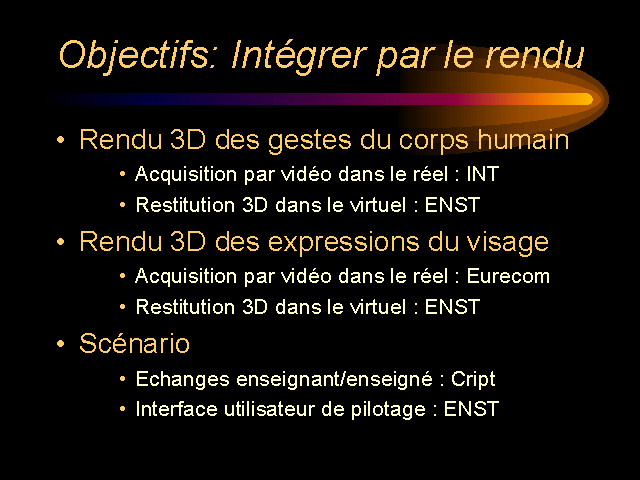 Objectifs: Intégrer par le rendu
• Rendu 3D des gestes du corps humain
• Acquisition par vidéo dans le réel : INT
• Restitution 3D dans le virtuel : ENST
• Rendu 3D des expressions du visage
• Acquisition par vidéo dans le réel : Eurecom
• Restitution 3D dans le virtuel : ENST
• Scénario
• Echanges enseignant/enseigné : Cript
• Interface utilisateur de pilotage : ENST